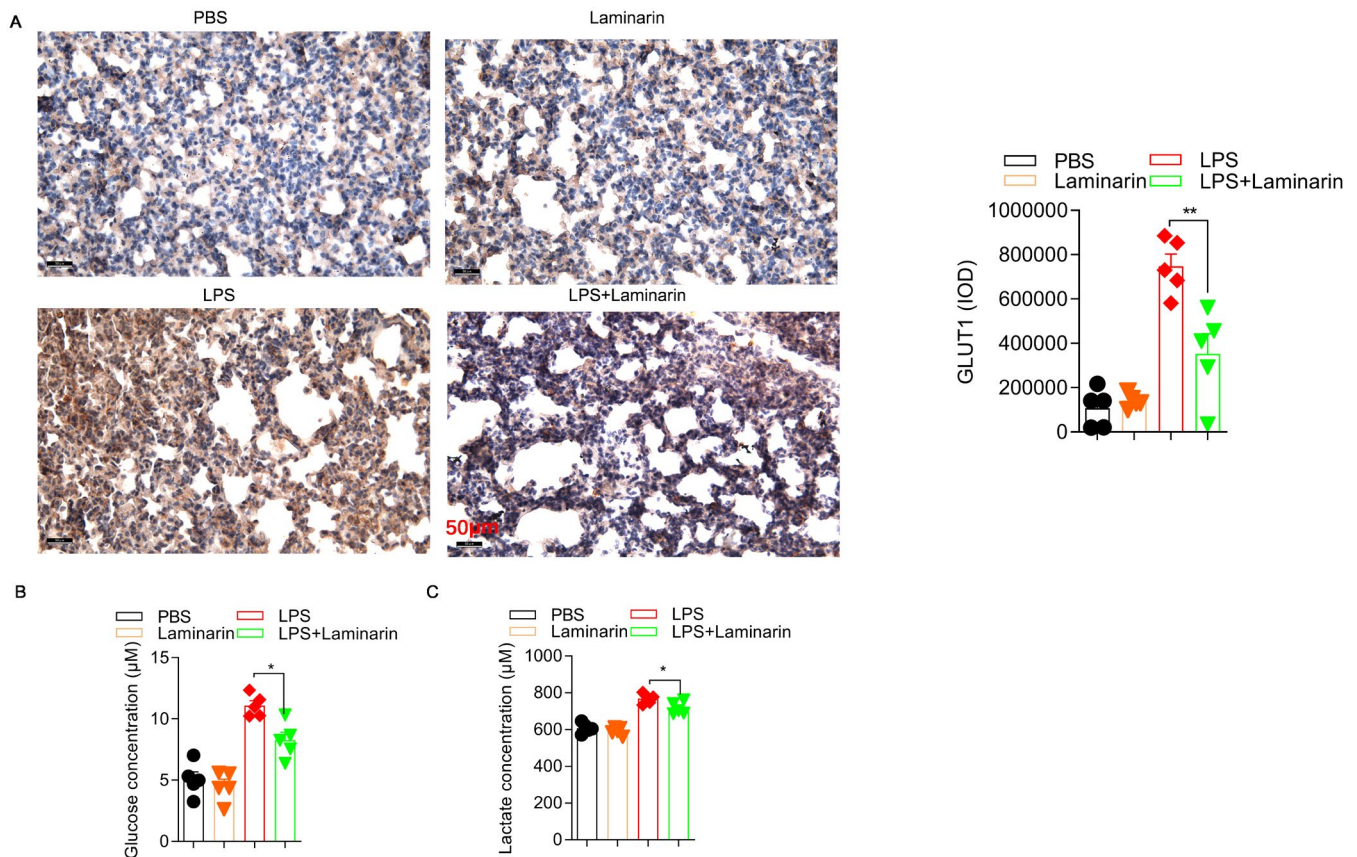 A
PBS
Laminarin
LPS
LPS+Laminarin
50μm
PBS
LPS
Laminarin
LPS+Laminarin
GLUT1 (IOD)
1000000
800000
600000
400000
200000
0
**
B
PBS
LPS
Laminarin
LPS+Laminarin
Glucose concentration (μM)
15
10
5
0
*
C
PBS
LPS
Laminarin
LPS+Laminarin
Lactate concentration (μM)
1000
800
600
400
200
0
*